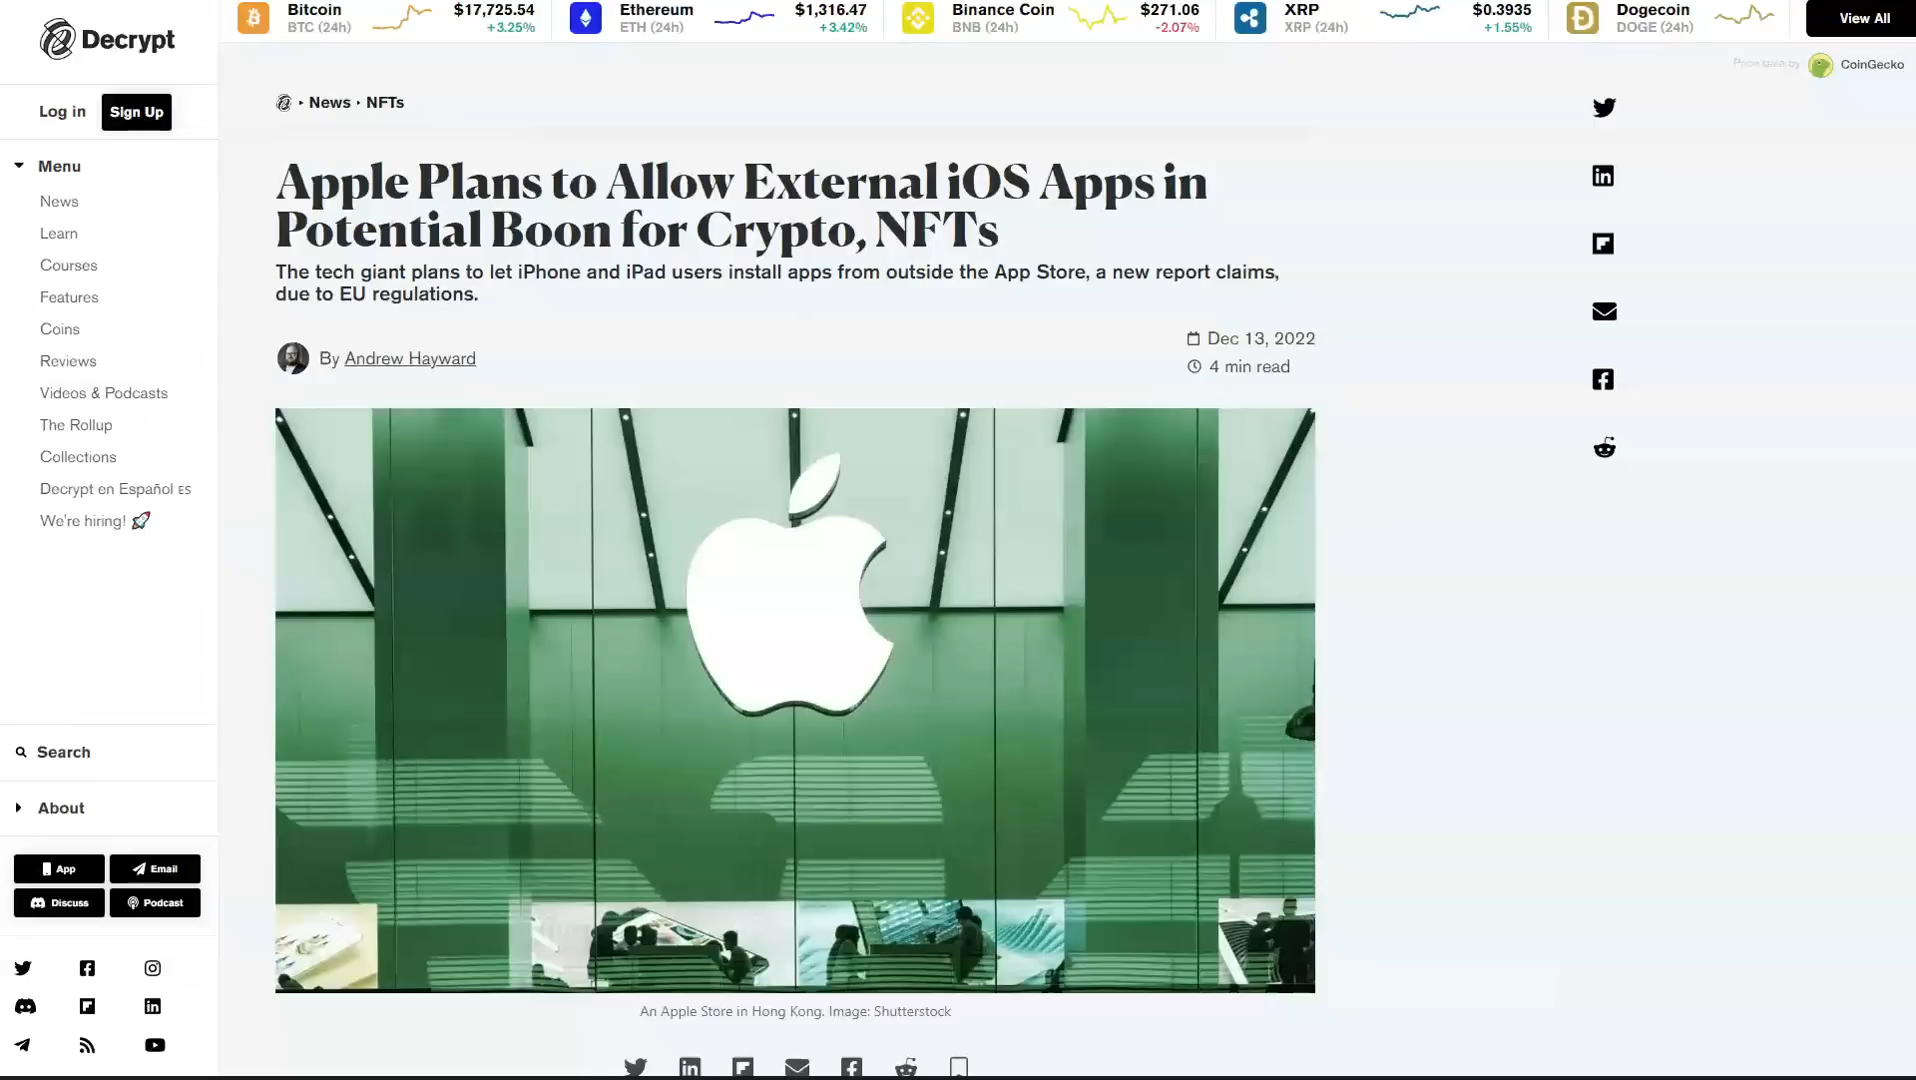 Decrypt
Bitcoin
BTC (24h)
$17,725.54
+3.25%
Ethereum
ETH (24h)
$1,316.47
+3.42%
Binance Coin
BNB (24h)
$271.06
-2.07%
XRP
XRP (24h)
$0.3935
+1.55%
Dogecoin
DOGE (24h)
View All
Price data by CoinGecko
Log in
Sign Up
Menu
News
Learn
Courses
Features
Coins
Reviews
Videos & Podcasts
The Rollup
Collections
Decrypt en Español ES
We're hiring! 🚀
Search
About
App
Email
Discuss
Podcast
News
NFTs
Apple Plans to Allow External iOS Apps in
Potential Boon for Crypto, NFTs
The tech giant plans to let iPhone and iPad users install apps from outside the App Store, a new report claims,
due to EU regulations.
By Andrew Hayward
Dec 13, 2022
4 min read
An Apple Store in Hong Kong. Image: Shutterstock